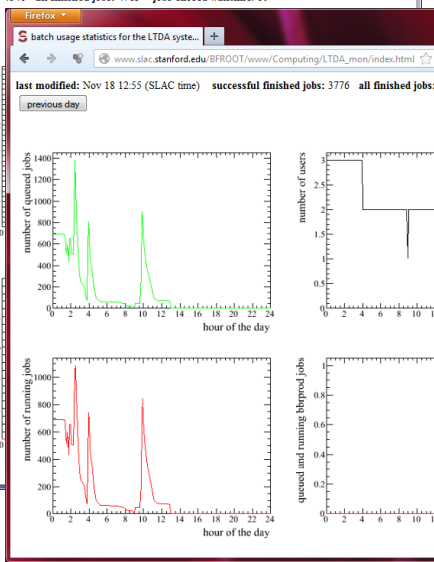 Firefox
batch usage statistics for the LTDA syste...
www.slac.stanford.edu/BFROOT/www/Computing/LTDA_mon/index.html
last modified: Nov 18 12:55 (SLAC time) successful finished jobs: 3776 all finished jobs:
previous day
number of queued jobs
1400
1200
1000
800
600
400
200
0
0 2 4 6 8 10 12 14 16 18 20 22 24
hour of the day
number of users
3
2.5
2
1.5
1
0.5
0
0 2 4 6 8 10
number of running jobs
1000
800
600
400
200
0
0 2 4 6 8 10 12 14 16 18 20 22 24
hour of the day
queued and running bbrprod jobs
1
0.8
0.6
0.4
0.2
0
0 2 4 6 8 10